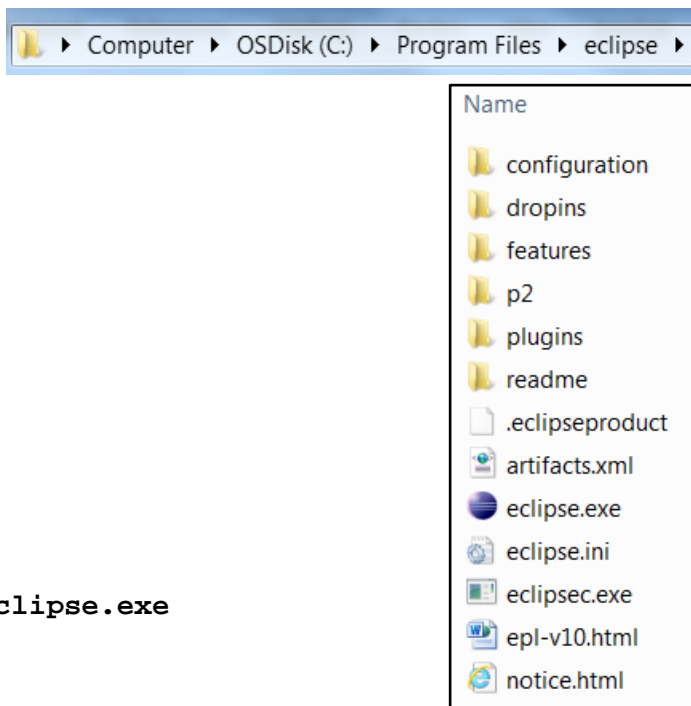 Computer OSDisk (C:) Program Files eclipse
Name
configuration
dropins
features
p2
plugins
readme
.eclipseproduct
artifacts.xml
eclipse.exe
eclipse.ini
eclipsec.exe
clipse.exe
epl-v10.html
notice.html